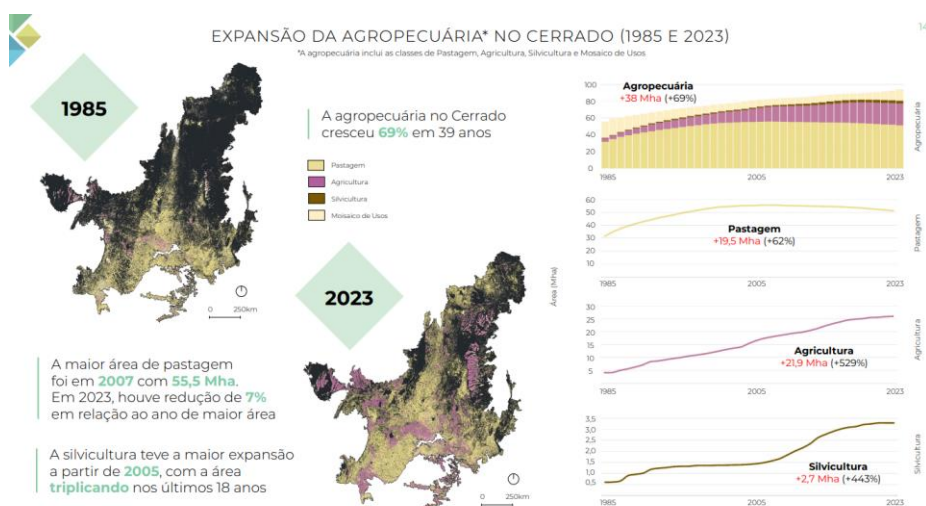 14
EXPANSÃO DA AGROPECUÁRIA* NO CERRADO (1985 E 2023)
*A agropecuária inclui as classes de Pastagem, Agricultura, Silvicultura e Mosaico de Usos
1985
A agropecuária no Cerrado
cresceu 69% em 39 anos
Pastagem
Agricultura
Silvicultura
Moisaico de Usos
0 250km
2023
0 250km
A maior área de pastagem
foi em 2007 com 55,5 Mha.
Em 2023, houve redução de 7%
em relação ao ano de maior área
A silvicultura teve a maior expansão
a partir de 2005, com a área
triplicando nos últimos 18 anos
Área (Mha)
Agropecuária
+38 Mha (+69%)
100
80
60
40
20
0
1985 2005 2023
Agropecuária
60
50
40
30
20
10
Pastagem
+19,5 Mha (+62%)
1985 2005 2023
Pastagem
30
25
20
15
10
5
Agricultura
+21,9 Mha (+529%)
1985 2005 2023
Agricultura
3,5
3,0
2,5
2,0
1,5
1,0
0,5
Silvicultura
+2,7 Mha (+443%)
1985 2005 2023
Silvicultura